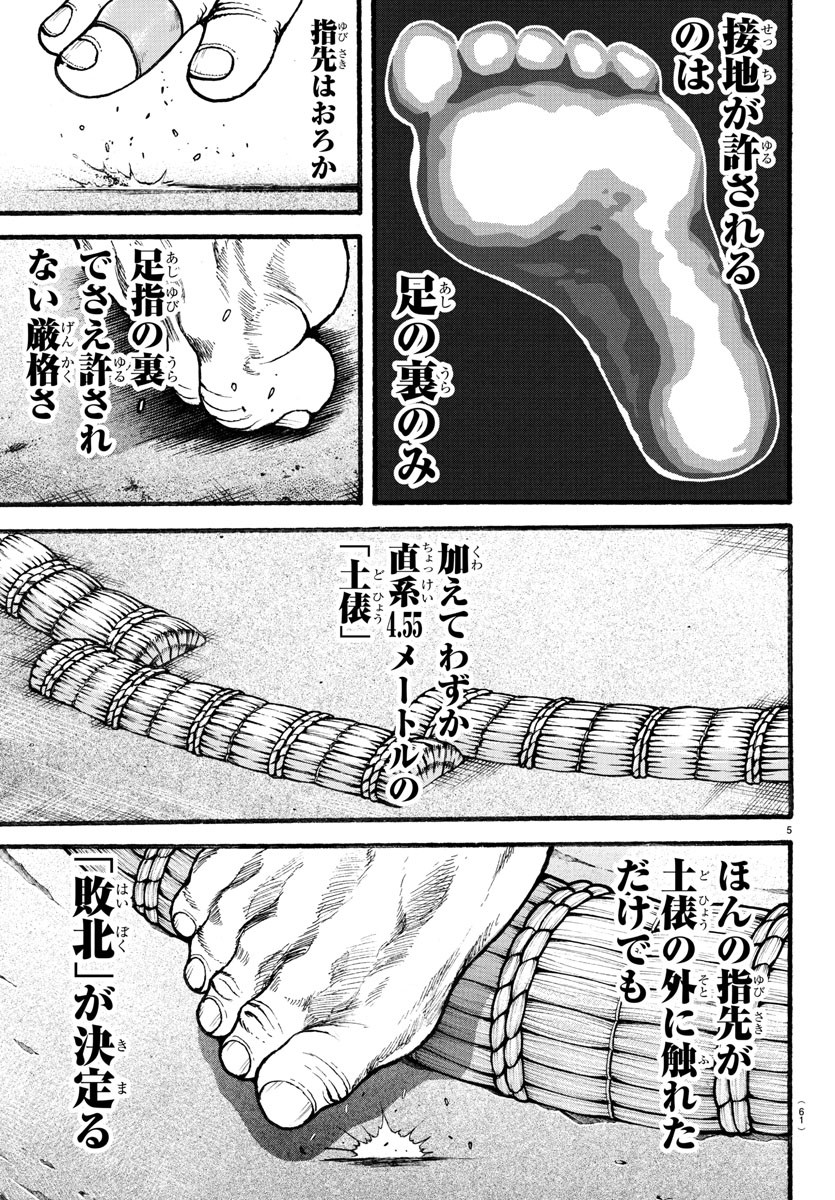 接地が許される
のは
足の裏のみ
指先はおろか
足指の裏
でさえ許され
ない厳格さ
加えてわずか
直系4.55メートルの
「土俵」
ほんの指先が
土俵の外に触れた
だけでも
「敗北」が決定る
5
(61)